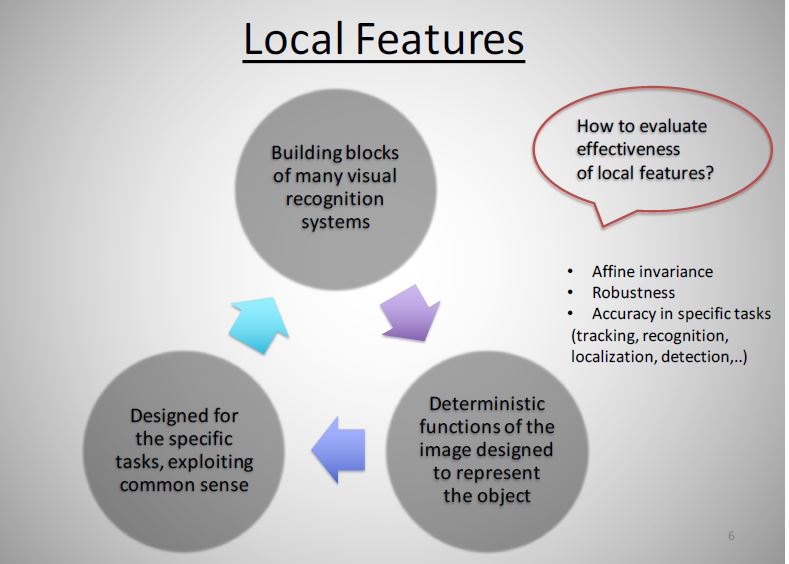 Local Features
Building blocks
of many visual
recognition
systems
How to evaluate
effectiveness
of local features?
• Affine invariance
• Robustness
• Accuracy in specific tasks
(tracking, recognition,
localization, detection,..)
Deterministic
functions of the
image designed
to represent
the object
Designed for
the specific
tasks, exploiting
common sense
6